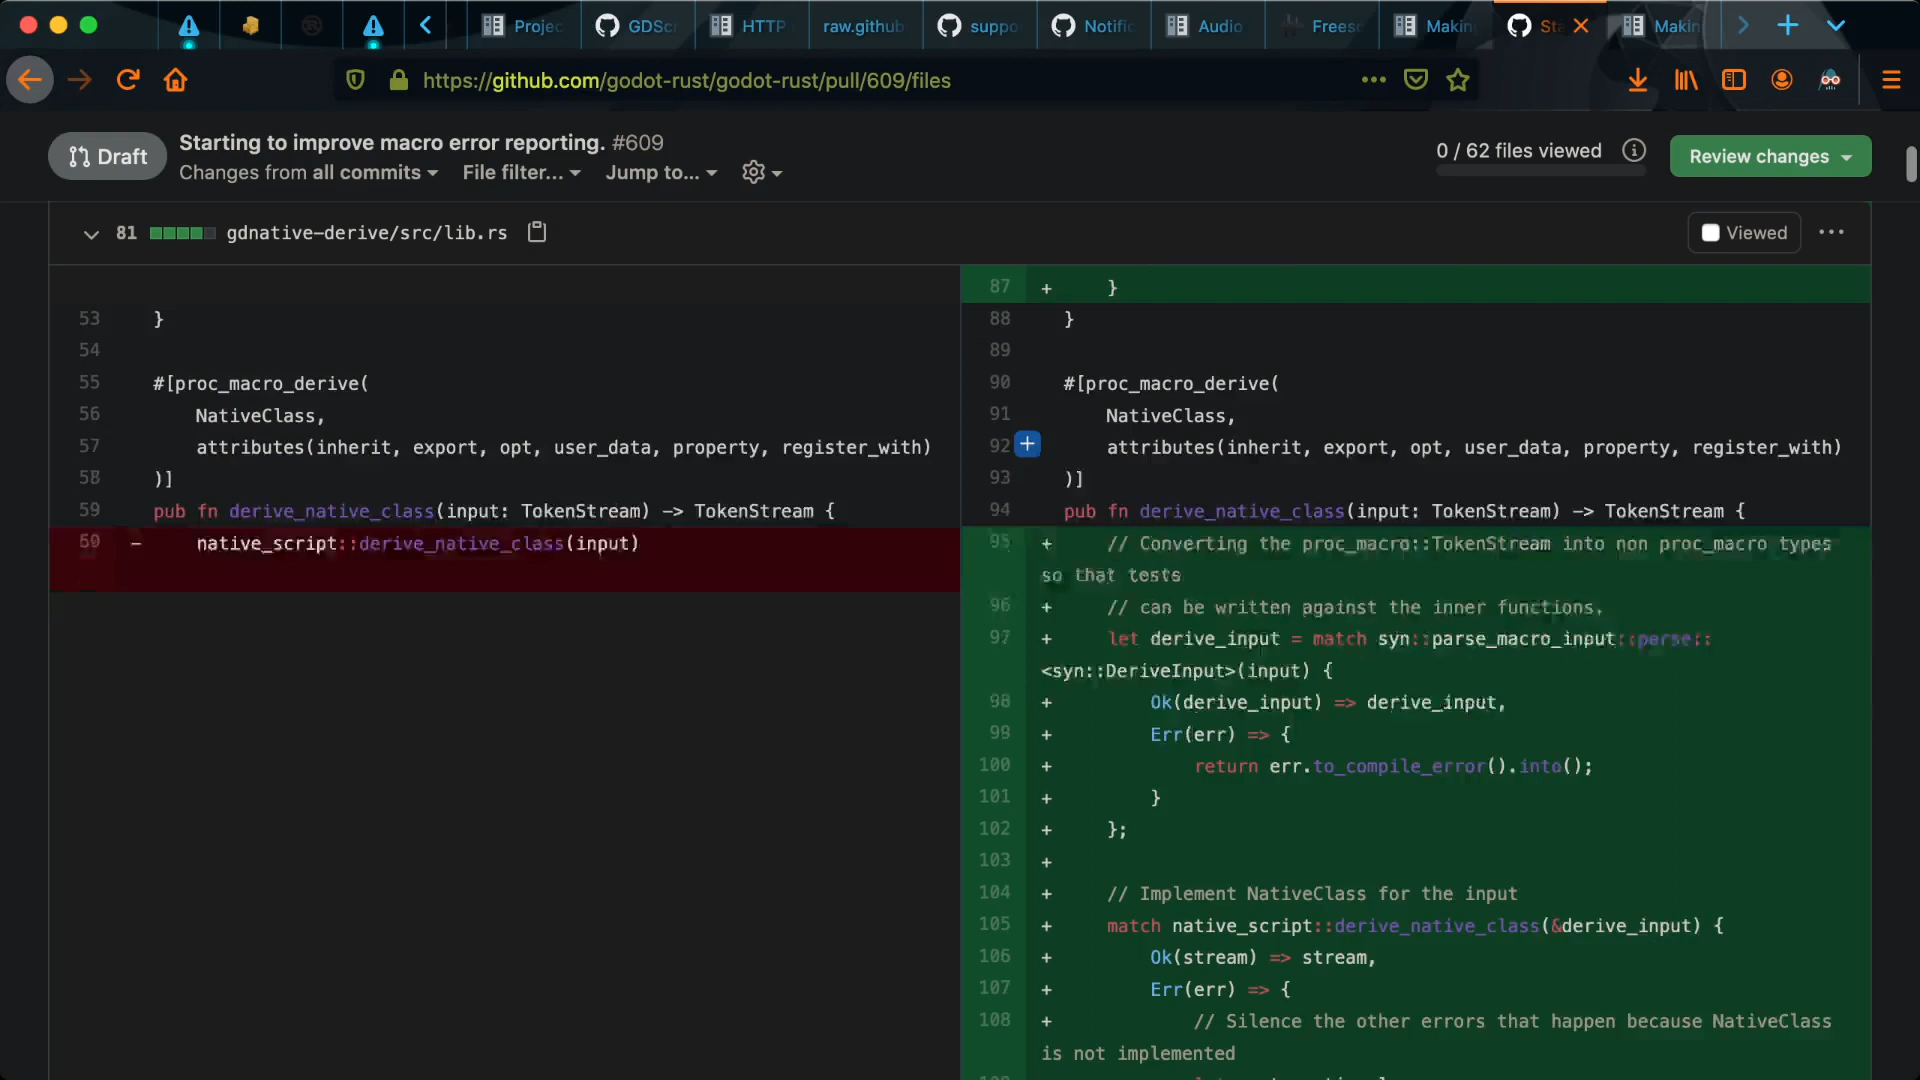 Projec
GDScr
HTTP
raw.github
suppo
Notific
Audio
Frees
Makin
Sta
Makin
https://github.com/godot-rust/godot-rust/pull/609/files
Draft
Starting to improve macro error reporting. #609
Changes from all commits
File filter...
Jump to...
0 / 62 files viewed
Review changes
81 gdnative-derive/src/lib.rs
Viewed
87 + }
53 }
88 }
54
89
55 #[proc_macro_derive(
90 #[proc_macro_derive(
56 NativeClass,
91 NativeClass,
57 attributes(inherit, export, opt, user_data, property, register_with)
92 attributes(inherit, export, opt, user_data, property, register_with)
58 )]
93 )]
59 pub fn derive_native_class(input: TokenStream) -> TokenStream {
94 pub fn derive_native_class(input: TokenStream) -> TokenStream {
- native_script::derive_native_class(input)
95 + // Converting the proc_macro::TokenStream into non proc_macro types
so that tests
96 + // can be written against the inner functions.
97 + let derive_input = match syn::parse_macro_input::parse::
<syn::DeriveInput>(input) {
98 + Ok(derive_input) => derive_input,
99 + Err(err) => {
100 + return err.to_compile_error().into();
101 + }
102 + };
103 +
104 + // Implement NativeClass for the input
105 + match native_script::derive_native_class(&derive_input) {
106 + Ok(stream) => stream,
107 + Err(err) => {
108 + // Silence the other errors that happen because NativeClass
is not implemented